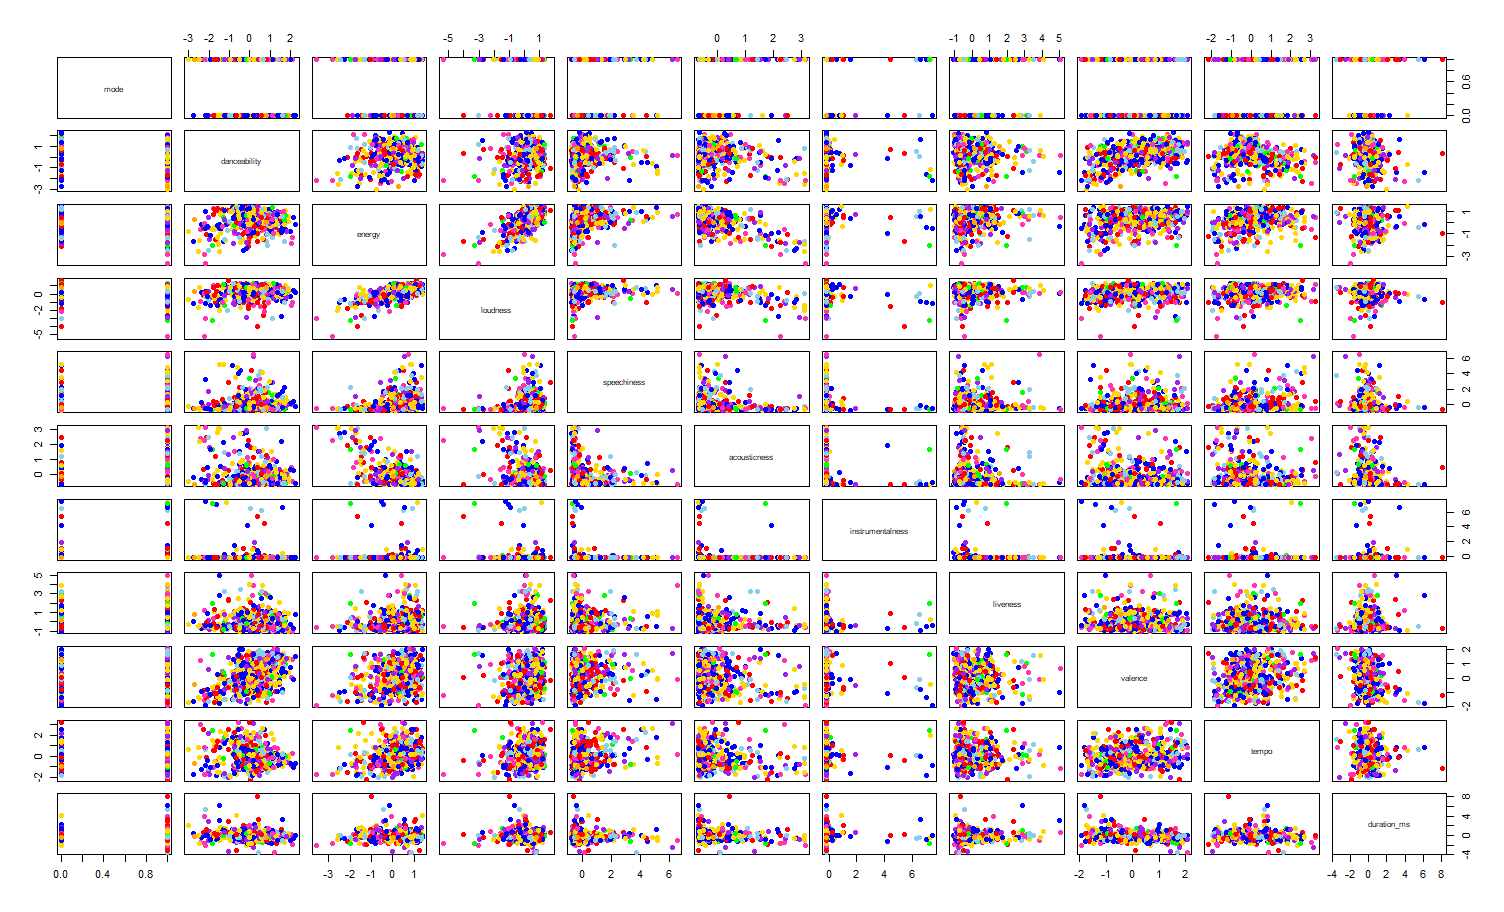 -3 -2 -1 0 1 2 -5 -3 -1 1 0 1 2 3 -1 0 1 2 3 4 5 -2 -1 0 1 2 3
mode
0.0 0.6
danceability
-3 -1 1
energy
-3 -1 1
loudness
-5 -2 0
speechiness
0 2 4 6
acousticness
0 1 2 3
instrumentalness
0 2 4 6
liveness
-1 1 3 5
valence
-2 0 1 2
tempo
-2 0 2
duration_ms
-4 0 4 8
0.0 0.4 0.8 -3 -2 -1 0 1 0 2 4 6 0 2 4 6 -2 -1 0 1 2 -4 -2 0 2 4 6 8